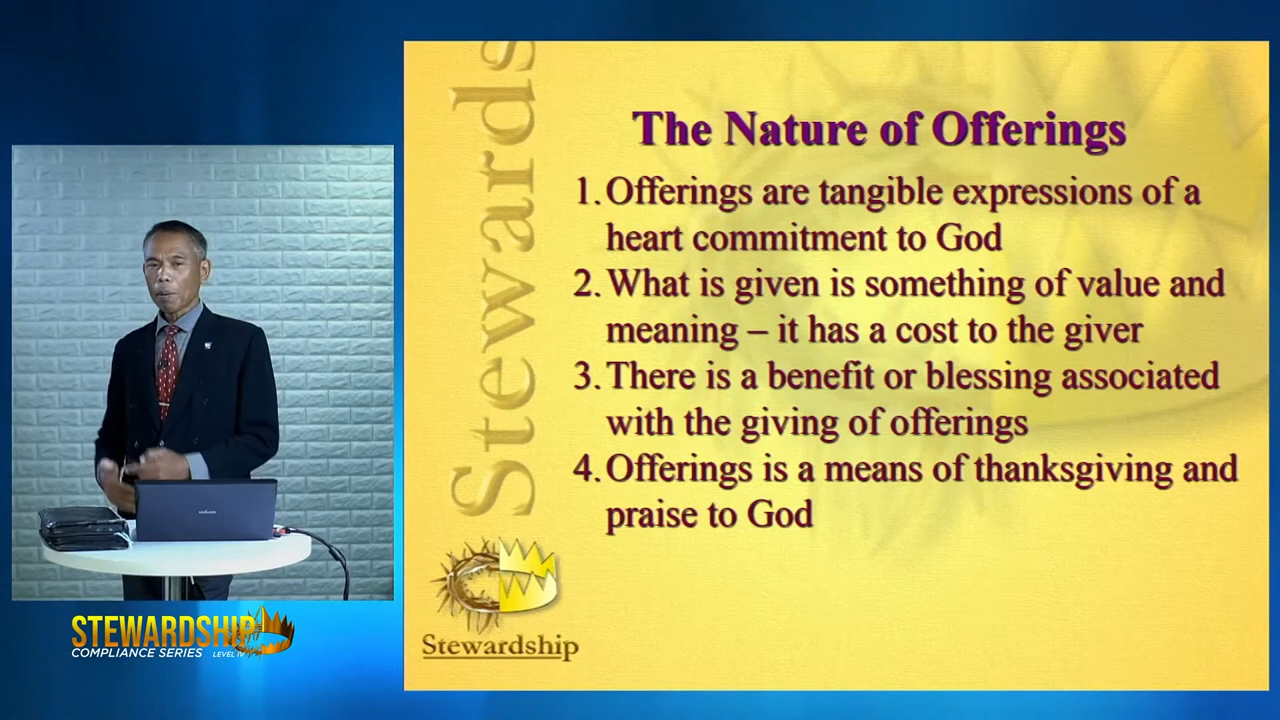 Stewards
The Nature of Offerings
1. Offerings are tangible expressions of a
heart commitment to God
2. What is given is something of value and
meaning – it has a cost to the giver
3. There is a benefit or blessing associated
with the giving of offerings
4. Offerings is a means of thanksgiving and
praise to God
Stewardship
STEWARDSHIP
COMPLIANCE SERIES LEVEL IV